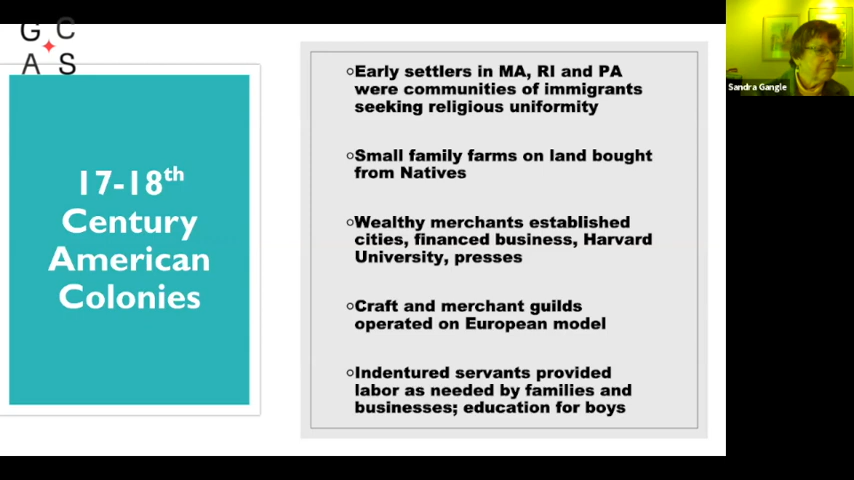 G C
A S
17-18th
Century
American
Colonies
○Early settlers in MA, RI and PA
were communities of immigrants
seeking religious uniformity
○Small family farms on land bought
from Natives
○Wealthy merchants established
cities, financed business, Harvard
University, presses
○Craft and merchant guilds
operated on European model
○Indentured servants provided
labor as needed by families and
businesses; education for boys
Sandra Gangle